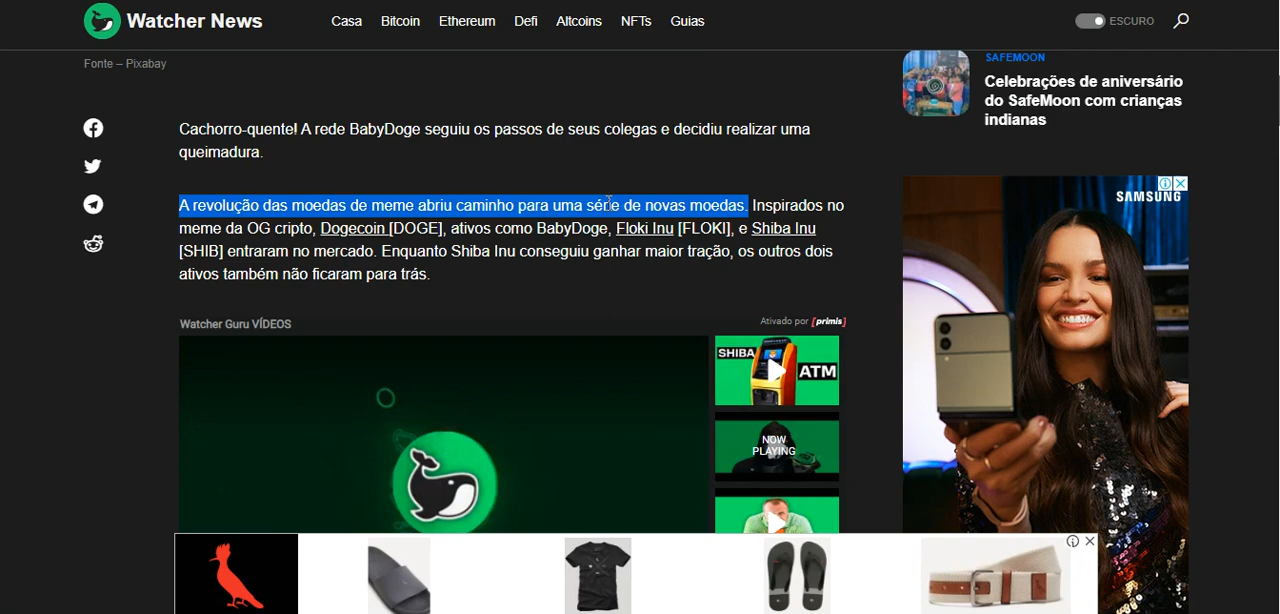 Watcher News
Casa Bitcoin Ethereum Defi Altcoins NFTs Guias
ESCURO
Fonte – Pixabay
Cachorro-quente! A rede BabyDoge seguiu os passos de seus colegas e decidiu realizar uma
queimadura.
A revolução das moedas de meme abriu caminho para uma série de novas moedas. Inspirados no
meme da OG cripto, Dogecoin [DOGE], ativos como BabyDoge, Floki Inu [FLOKI], e Shiba Inu
[SHIB] entraram no mercado. Enquanto Shiba Inu conseguiu ganhar maior tração, os outros dois
ativos também não ficaram para trás.
Watcher Guru VÍDEOS
Ativado por [primis]
SHIBA
ATM
NOW
PLAYING
SAFEMOON
Celebrações de aniversário
do SafeMoon com crianças
indianas
SAMSUNG